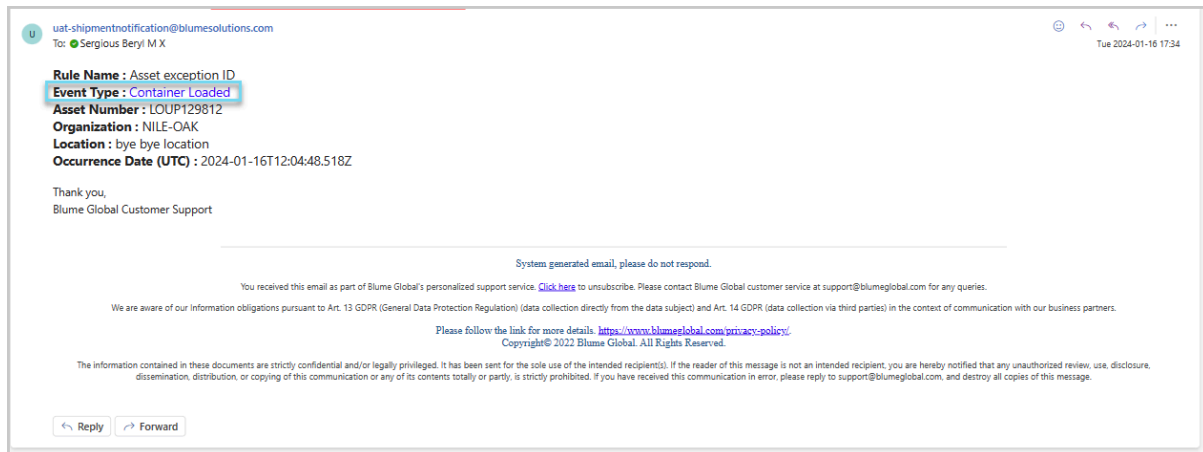 U
uat-shipmentnotification@blumesolutions.com
To: Sergious Beryl M X
Tue 2024-01-16 17:34
Rule Name : Asset exception ID
Event Type : Container Loaded
Asset Number : LOUP129812
Organization : NILE-OAK
Location : bye bye location
Occurrence Date (UTC) : 2024-01-16T12:04:48.518Z
Thank you,
Blume Global Customer Support
System generated email, please do not respond.
You received this email as part of Blume Global's personalized support service. Click here to unsubscribe. Please contact Blume Global customer service at support@blumeglobal.com for any queries.
We are aware of our Information obligations pursuant to Art. 13 GDPR (General Data Protection Regulation) (data collection directly from the data subject) and Art. 14 GDPR (data collection via third parties) in the context of communication with our business partners.
Please follow the link for more details. https://www.blumeglobal.com/privacy-policy/.
Copyright© 2022 Blume Global. All Rights Reserved.
The information contained in these documents are strictly confidential and/or legally privileged. It has been sent for the sole use of the intended recipient(s). If the reader of this message is not an intended recipient, you are hereby notified that any unauthorized review, use, disclosure,
dissemination, distribution, or copying of this communication or any of its contents totally or partly, is strictly prohibited. If you have received this communication in error, please reply to support@blumeglobal.com, and destroy all copies of this message.
Reply
Forward